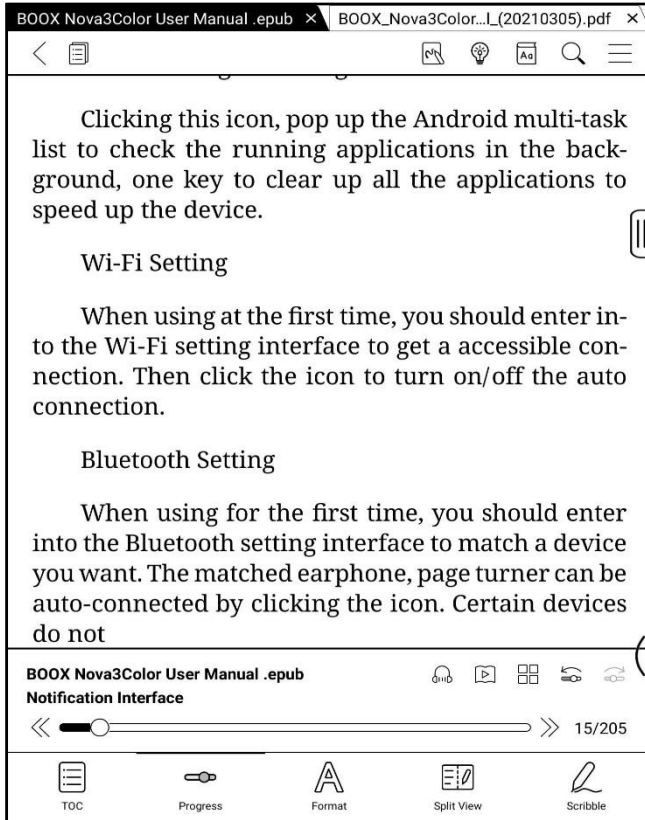 BOOX Nova3Color User Manual .epub × BOOX_Nova3Color...l_(20210305).pdf ×
Aa
Clicking this icon, pop up the Android multi-task
list to check the running applications in the back-
ground, one key to clear up all the applications to
speed up the device.
Wi-Fi Setting
When using at the first time, you should enter in-
to the Wi-Fi setting interface to get a accessible con-
nection. Then click the icon to turn on/off the auto
connection.
Bluetooth Setting
When using for the first time, you should enter
into the Bluetooth setting interface to match a device
you want. The matched earphone, page turner can be
auto-connected by clicking the icon. Certain devices
do not
BOOX Nova3Color User Manual .epub
Notification Interface
15/205
TOC Progress Format Split View Scribble